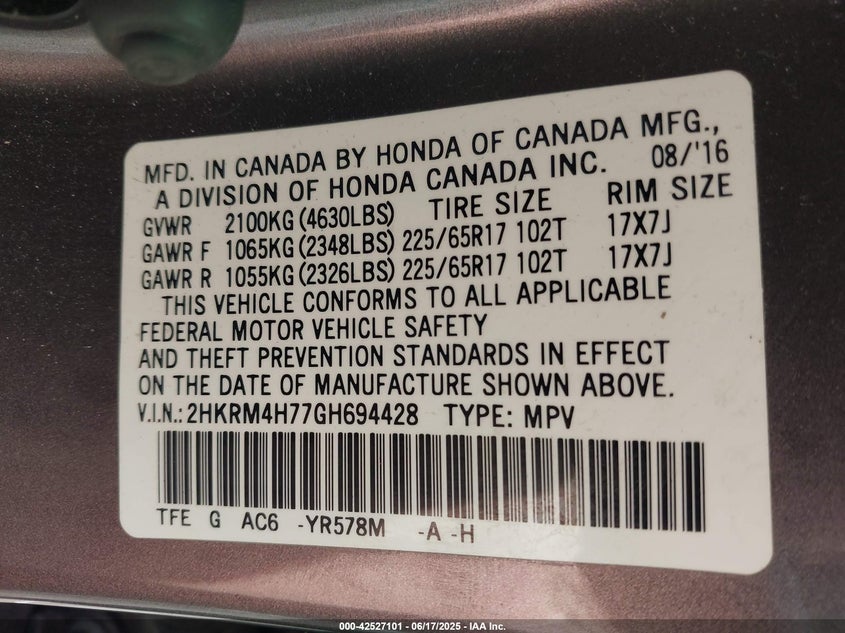 MFD. IN CANADA BY HONDA OF CANADA MFG.,
A DIVISION OF HONDA CANADA INC. 08/'16
GVWR 2100KG (4630LBS) TIRE SIZE RIM SIZE
GAWR F 1065KG (2348LBS) 225/65R17 102T 17X7J
GAWR R 1055KG (2326LBS) 225/65R17 102T 17X7J
THIS VEHICLE CONFORMS TO ALL APPLICABLE
FEDERAL MOTOR VEHICLE SAFETY
AND THEFT PREVENTION STANDARDS IN EFFECT
ON THE DATE OF MANUFACTURE SHOWN ABOVE.
V.I.N.: 2HKRM4H77GH694428 TYPE: MPV
TFE G AC6 -YR578M -A -H
000-42527101 - 06/17/2025 - IAA Inc.